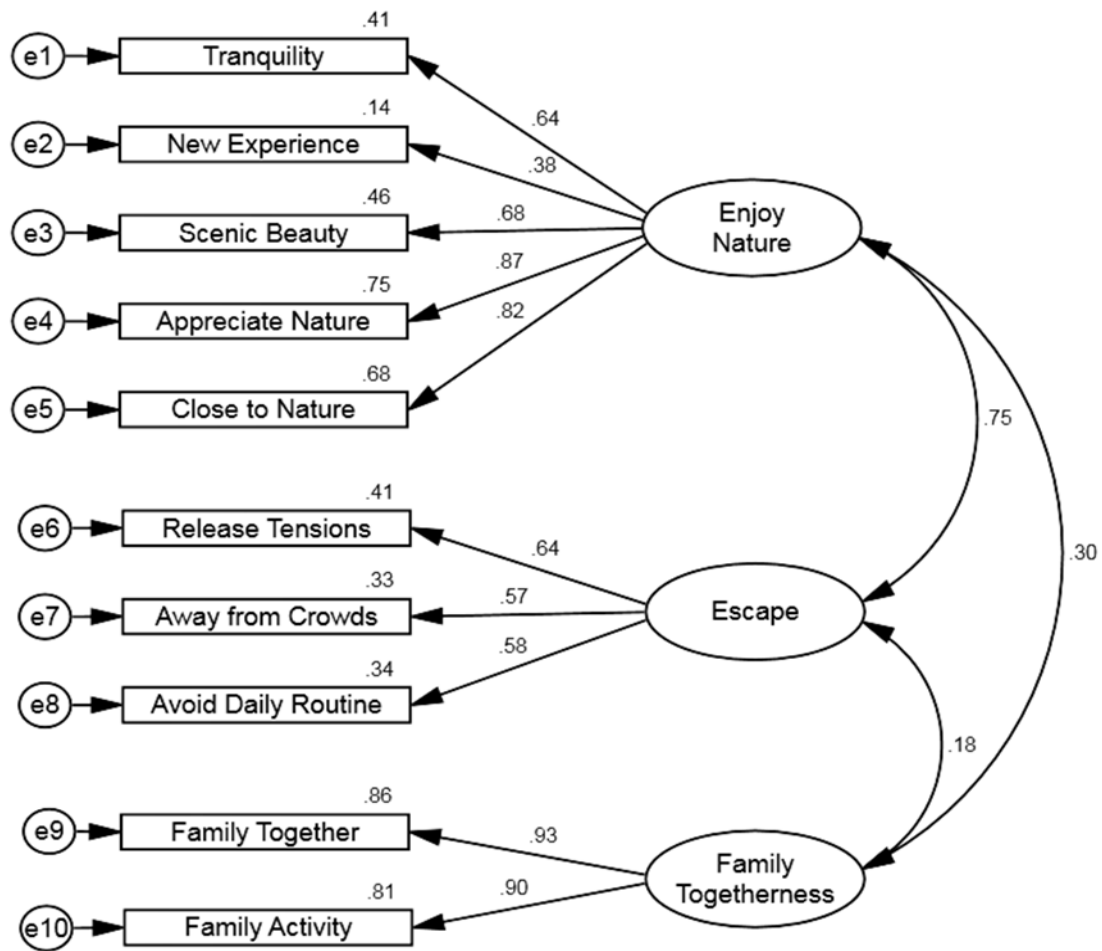 .41
e1 Tranquility
.64
.14
e2 New Experience
.38
.46
e3 Scenic Beauty
.68
Enjoy
Nature
.87
.75
e4 Appreciate Nature
.82
.68
e5 Close to Nature
.75
.30
.41
e6 Release Tensions
.64
.33
e7 Away from Crowds
.57
Escape
.58
.34
e8 Avoid Daily Routine
.18
.86
e9 Family Together
.93
Family
Togetherness
.90
.81
e10 Family Activity